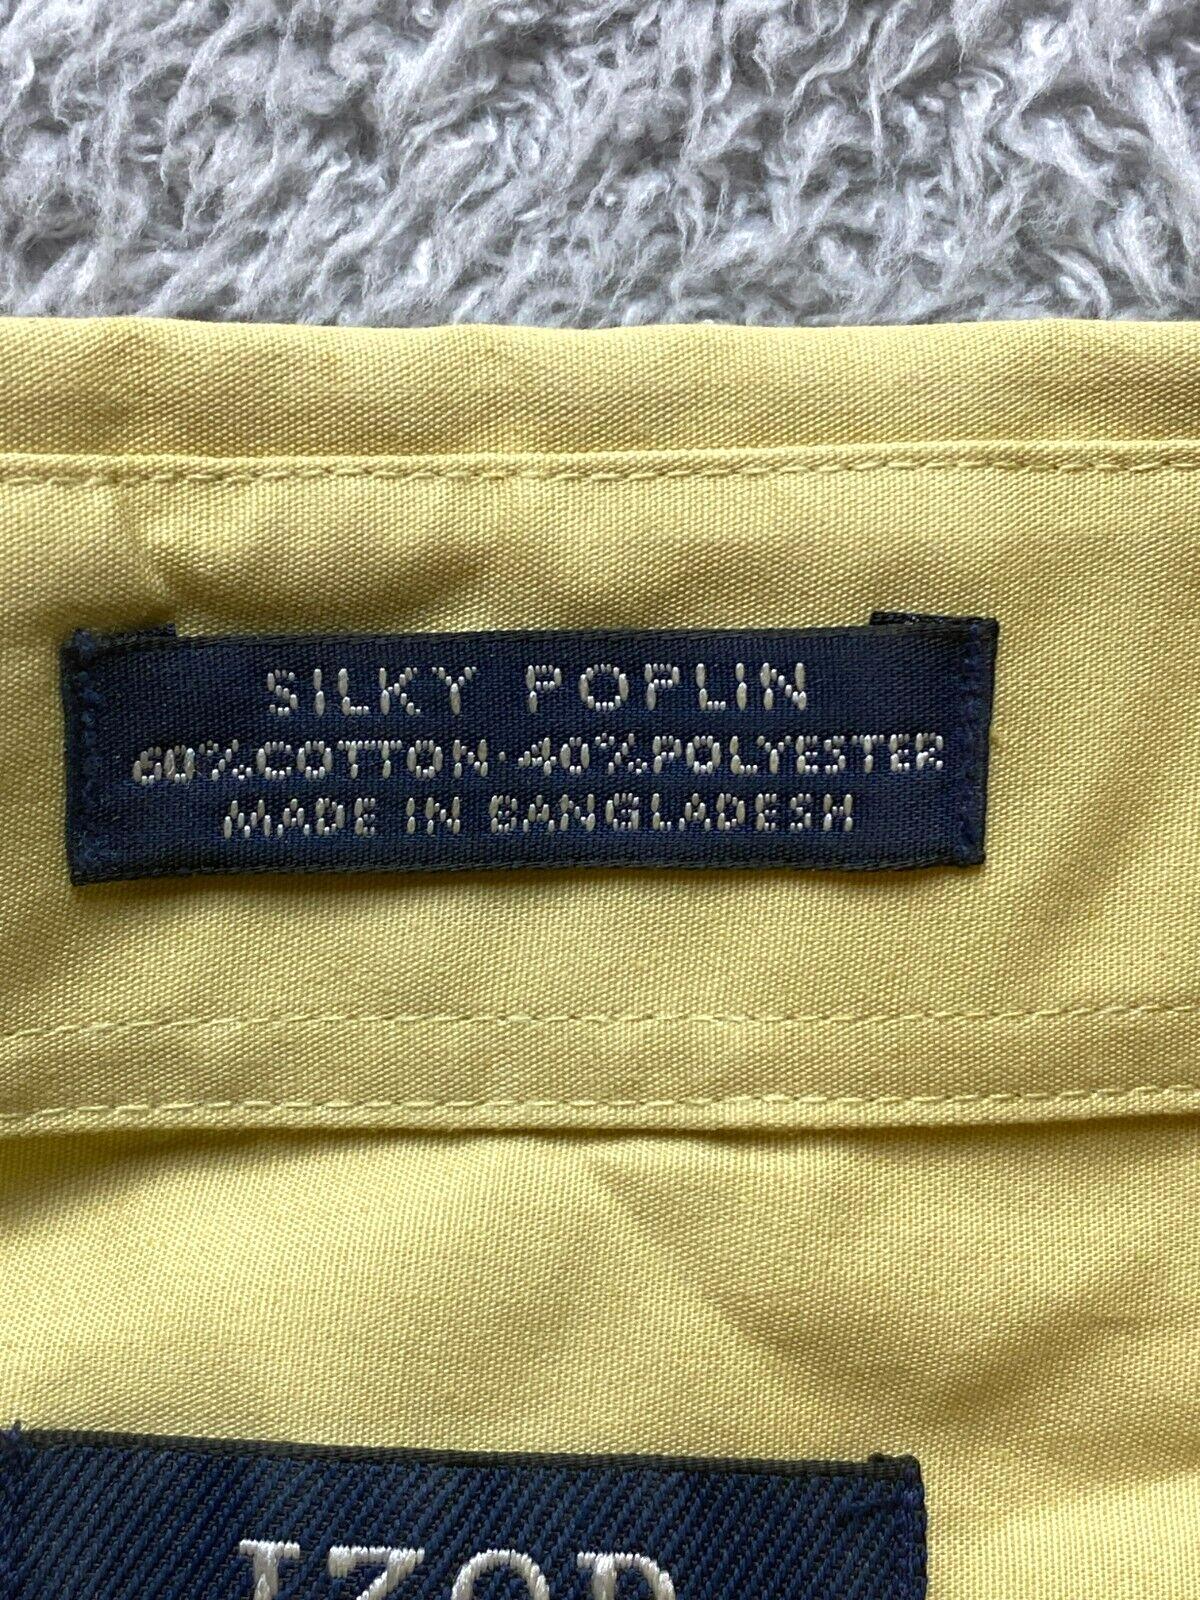 SILKY POPLIN
60%COTTON·40%POLYESTER
MADE IN BANGLADESH
IZOD